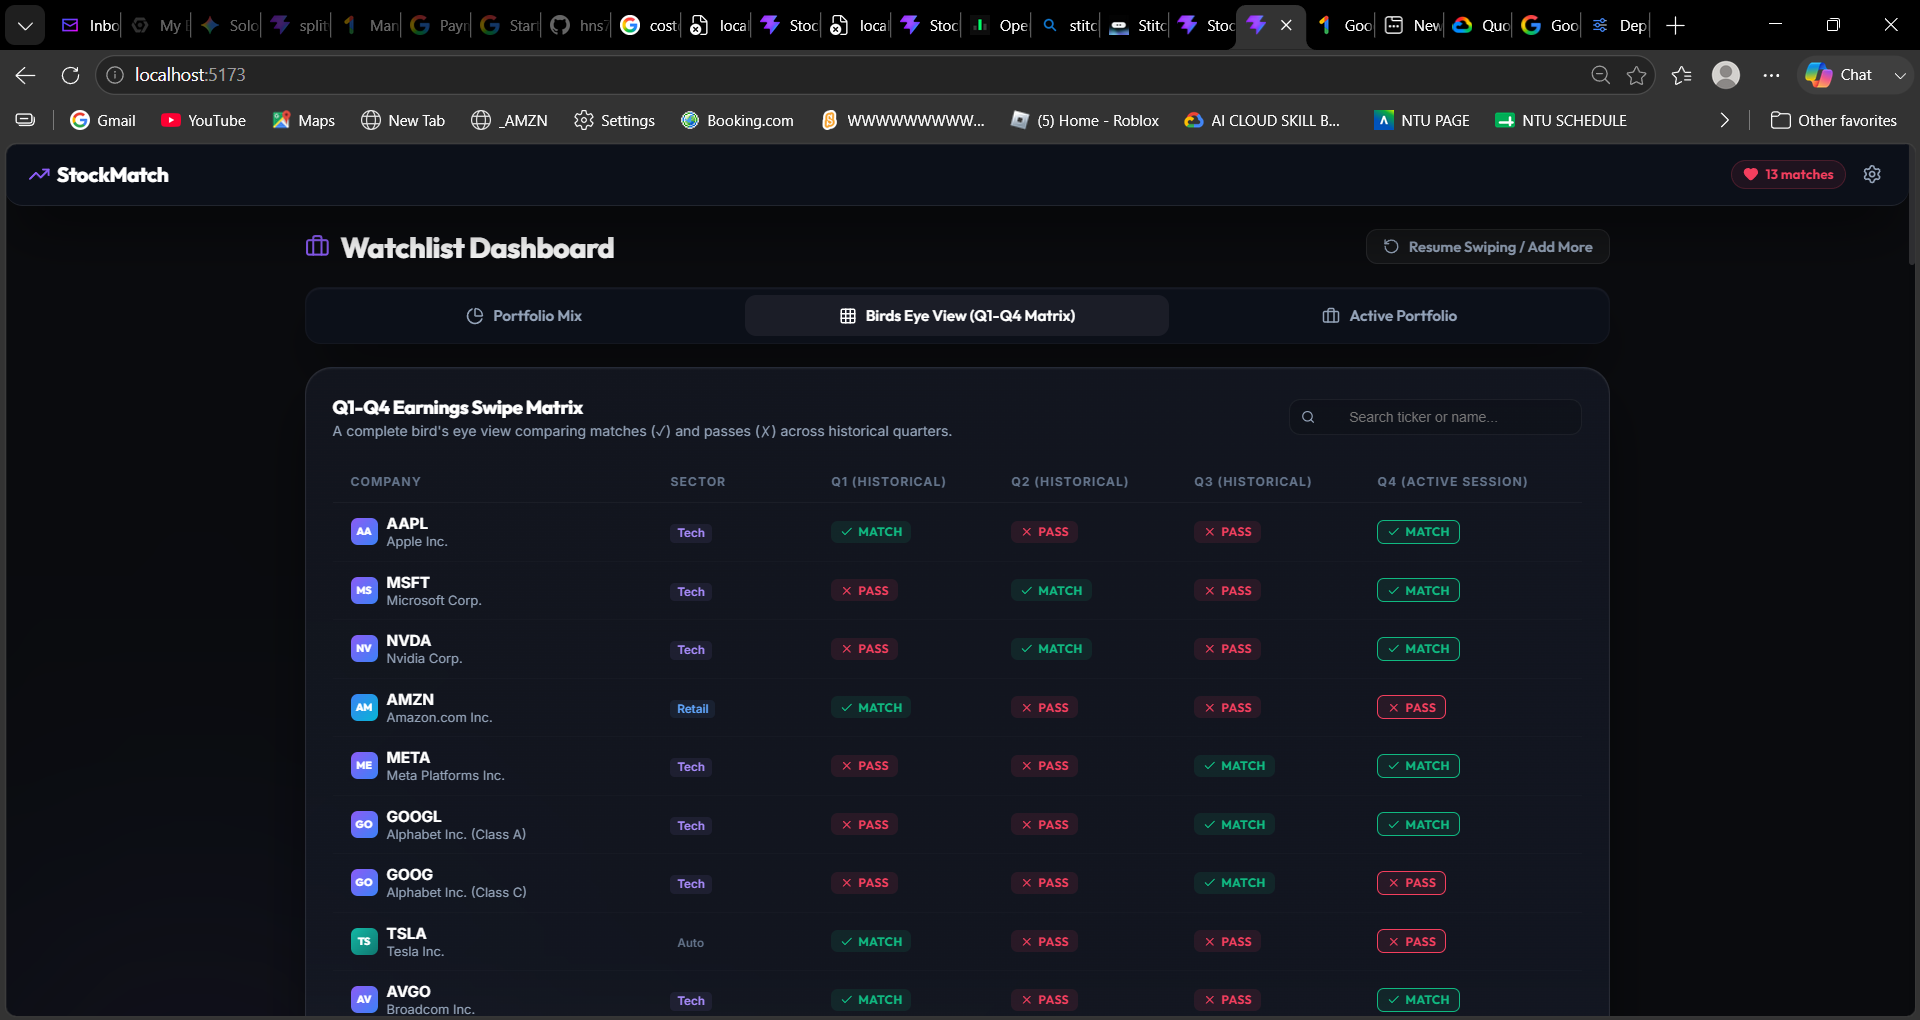 Inbo
My
Solo
split
Mar
Payr
Star
hns7
cost
local
Stoc
local
Stoc
Ope
stitc
Stitc
Stoc
Goo
New
Quo
Goo
Dep
localhost:5173
Chat
Gmail
YouTube
Maps
New Tab
_AMZN
Settings
Booking.com
WWWWWWWWWW...
(5) Home - Roblox
AI CLOUD SKILL B...
NTU PAGE
NTU SCHEDULE
Other favorites
StockMatch
13 matches
Watchlist Dashboard
Resume Swiping / Add More
Portfolio Mix
Birds Eye View (Q1-Q4 Matrix)
Active Portfolio
Q1-Q4 Earnings Swipe Matrix
A complete bird's eye view comparing matches (✓) and passes (✗) across historical quarters.
Search ticker or name...
COMPANY SECTOR Q1 (HISTORICAL) Q2 (HISTORICAL) Q3 (HISTORICAL) Q4 (ACTIVE SESSION)
AA AAPL Tech ✓ MATCH ✕ PASS ✕ PASS ✓ MATCH
Apple Inc.
MS MSFT Tech ✕ PASS ✓ MATCH ✕ PASS ✓ MATCH
Microsoft Corp.
NV NVDA Tech ✕ PASS ✓ MATCH ✕ PASS ✓ MATCH
Nvidia Corp.
AM AMZN Retail ✓ MATCH ✕ PASS ✕ PASS ✕ PASS
Amazon.com Inc.
ME META Tech ✕ PASS ✕ PASS ✓ MATCH ✓ MATCH
Meta Platforms Inc.
GO GOOGL Tech ✕ PASS ✕ PASS ✓ MATCH ✓ MATCH
Alphabet Inc. (Class A)
GO GOOG Tech ✕ PASS ✕ PASS ✓ MATCH ✕ PASS
Alphabet Inc. (Class C)
TS TSLA Auto ✓ MATCH ✕ PASS ✕ PASS ✕ PASS
Tesla Inc.
AV AVGO Tech ✓ MATCH ✕ PASS ✕ PASS ✓ MATCH
Broadcom Inc.